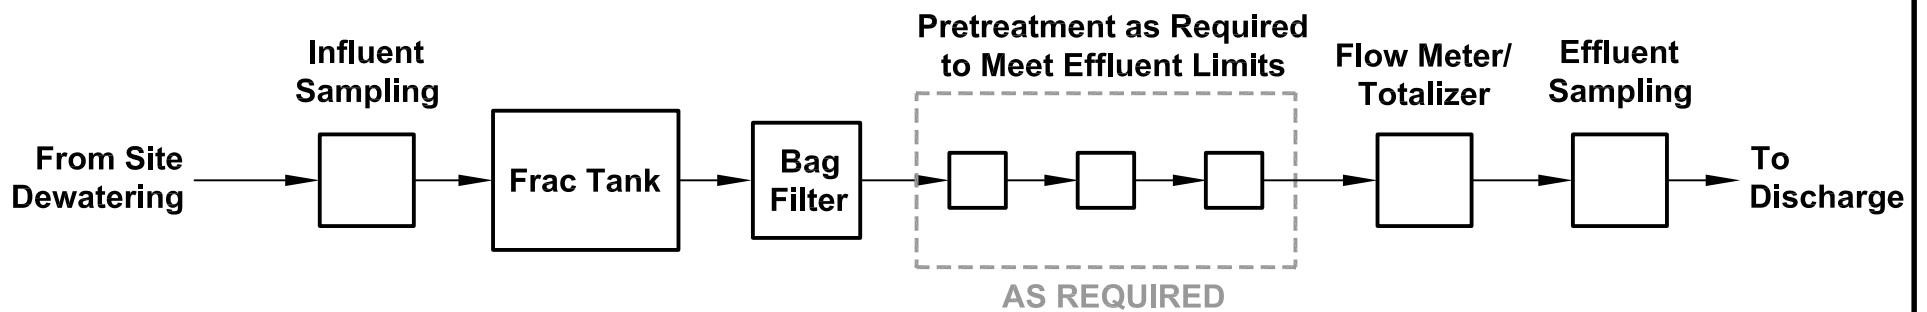 From Site
Dewatering
Influent
Sampling
Frac Tank
Bag
Filter
Pretreatment as Required
to Meet Effluent Limits
AS REQUIRED
Flow Meter/
Totalizer
Effluent
Sampling
To
Discharge